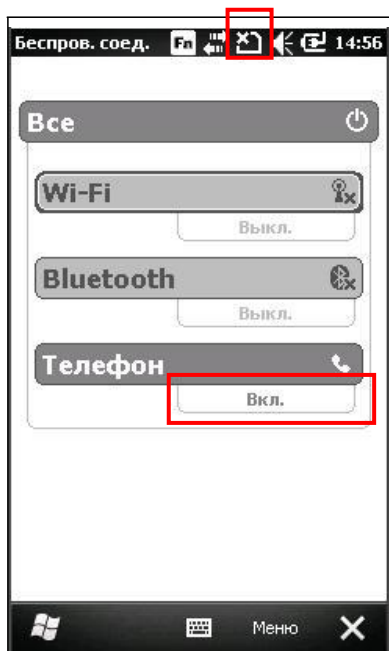 Беспров. соед. Fn 14:56
Все
Wi-Fi
Выкл.
Bluetooth
Выкл.
Телефон
Вкл.
Меню